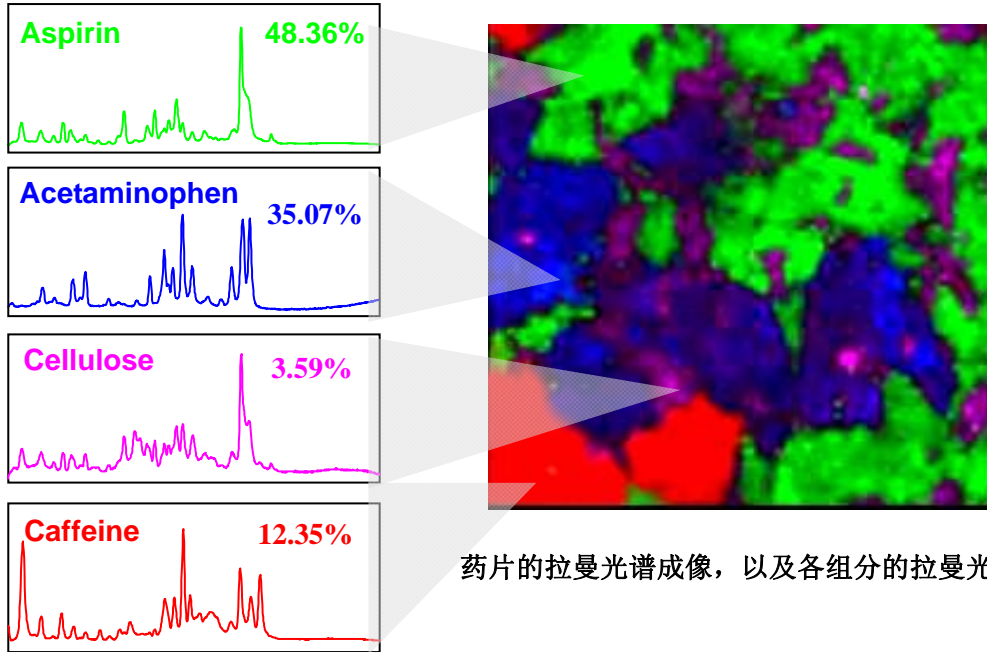 Aspirin 48.36%
Acetaminophen
35.07%
Cellulose
3.59%
Caffeine 12.35%
药片的拉曼光谱成像，以及各组分的拉曼光